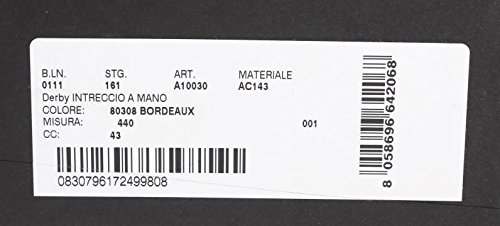 B.LN. STG. ART. MATERIALE
0111 161 A10030 AC143
Derby INTRECCIO A MANO
COLORE: 80308 BORDEAUX
MISURA: 440 001
CC: 43
0830796172499808
8 058696 642068